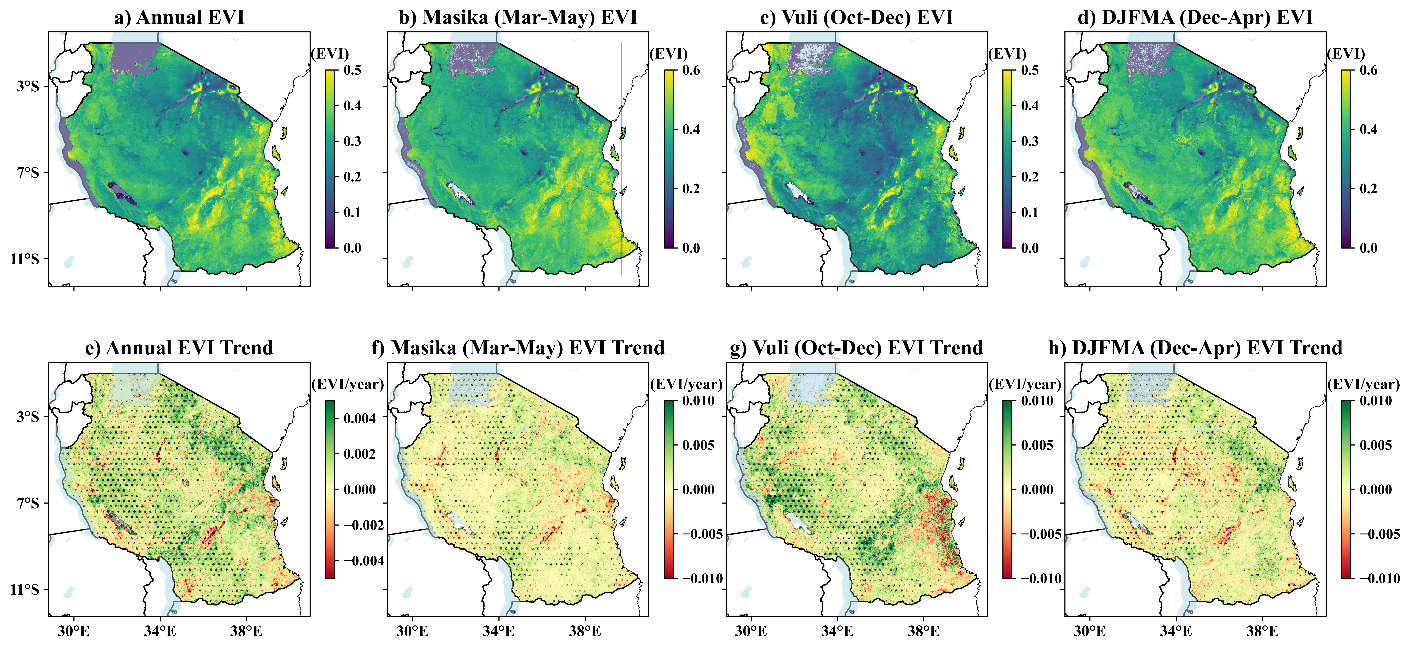 a) Annual EVI
b) Masika (Mar-May) EVI
c) Vuli (Oct-Dec) EVI
d) DJFMA (Dec-Apr) EVI
(EVI)
(EVI)
(EVI)
(EVI)
3°S
7°S
11°S
0.5
0.4
0.3
0.2
0.1
0.0
0.6
0.4
0.2
0.0
0.5
0.4
0.3
0.2
0.1
0.0
0.6
0.4
0.2
0.0
e) Annual EVI Trend
f) Masika (Mar-May) EVI Trend
g) Vuli (Oct-Dec) EVI Trend
h) DJFMA (Dec-Apr) EVI Trend
(EVI/year)
(EVI/year)
(EVI/year)
(EVI/year)
3°S
7°S
11°S
0.004
0.002
0.000
−0.002
−0.004
0.010
0.005
0.000
−0.005
−0.010
0.010
0.005
0.000
−0.005
−0.010
0.010
0.005
0.000
−0.005
−0.010
30°E 34°E 38°E
30°E 34°E 38°E
30°E 34°E 38°E
30°E 34°E 38°E